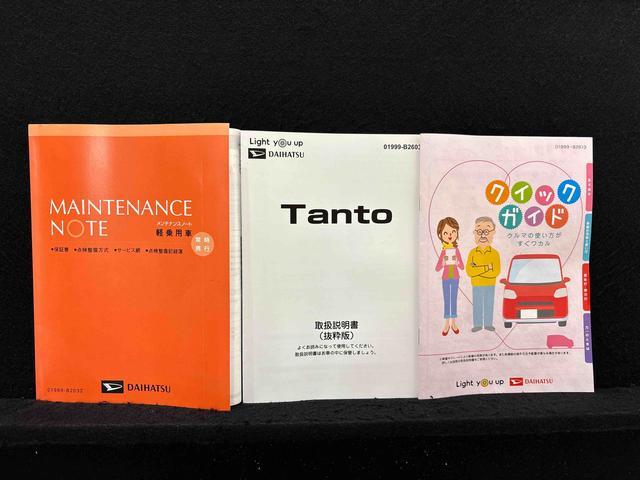 MAINTENANCE
NOTE
メンテナンスノート
軽乗用車
常時
携行
●保証書 ●点検整備方式 ●サービス網 ●点検整備記録簿
01999-B2032
DAIHATSU
Light you up
DAIHATSU
01999-B2603
Tanto
取扱説明書
(抜粋版)
よくお読みになって使用してください。
取扱説明書はお車の中に保管しましょう。
01999-B2613
クイック
ガイド
クルマの使い方が
すぐワカル
Light you up
DAIHATSU